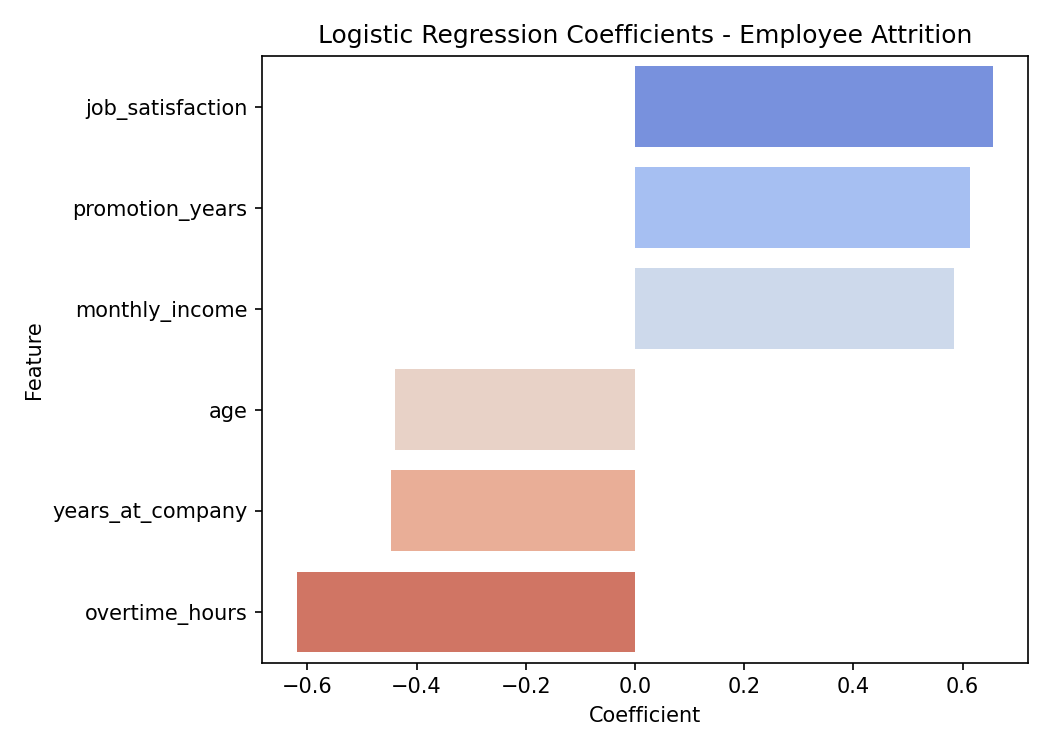 Logistic Regression Coefficients - Employee Attrition
job_satisfaction
promotion_years
monthly_income
age
years_at_company
overtime_hours
Feature
−0.6 −0.4 −0.2 0.0 0.2 0.4 0.6
Coefficient